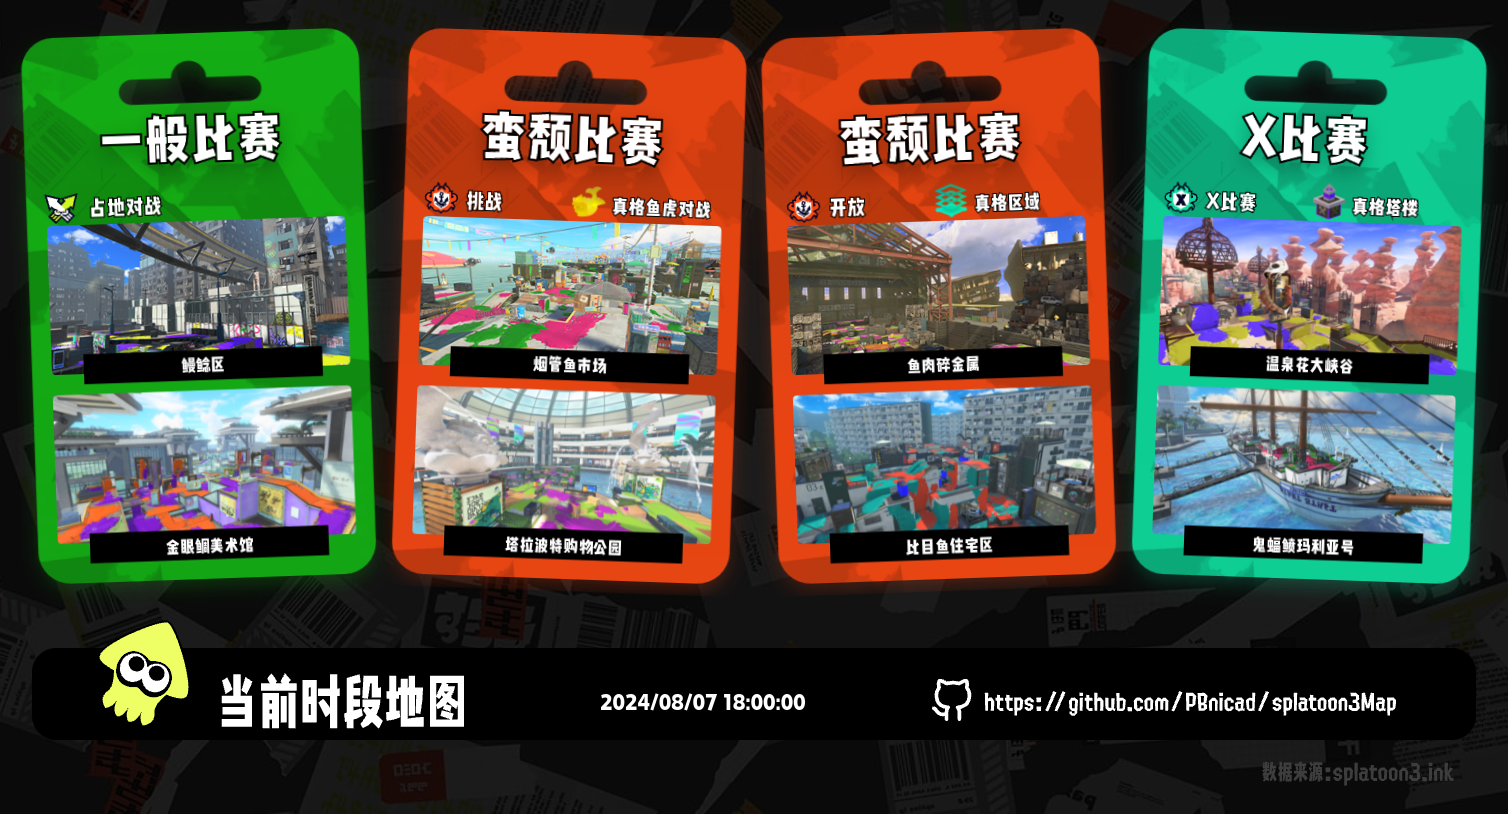 一般比赛
占地对战
鳗鲶区
金眼鲷美术馆
蛮颓比赛
挑战
真格鱼虎对战
烟管鱼市场
塔拉波特购物公园
蛮颓比赛
开放
真格区域
鱼肉碎金属
比目鱼住宅区
X比赛
X比赛
真格塔楼
温泉花大峡谷
鬼蝠鲼玛利亚号
当前时段地图
2024/08/07 18:00:00
https://github.com/PBnicad/splatoon3Map
数据来源:splatoon3.ink